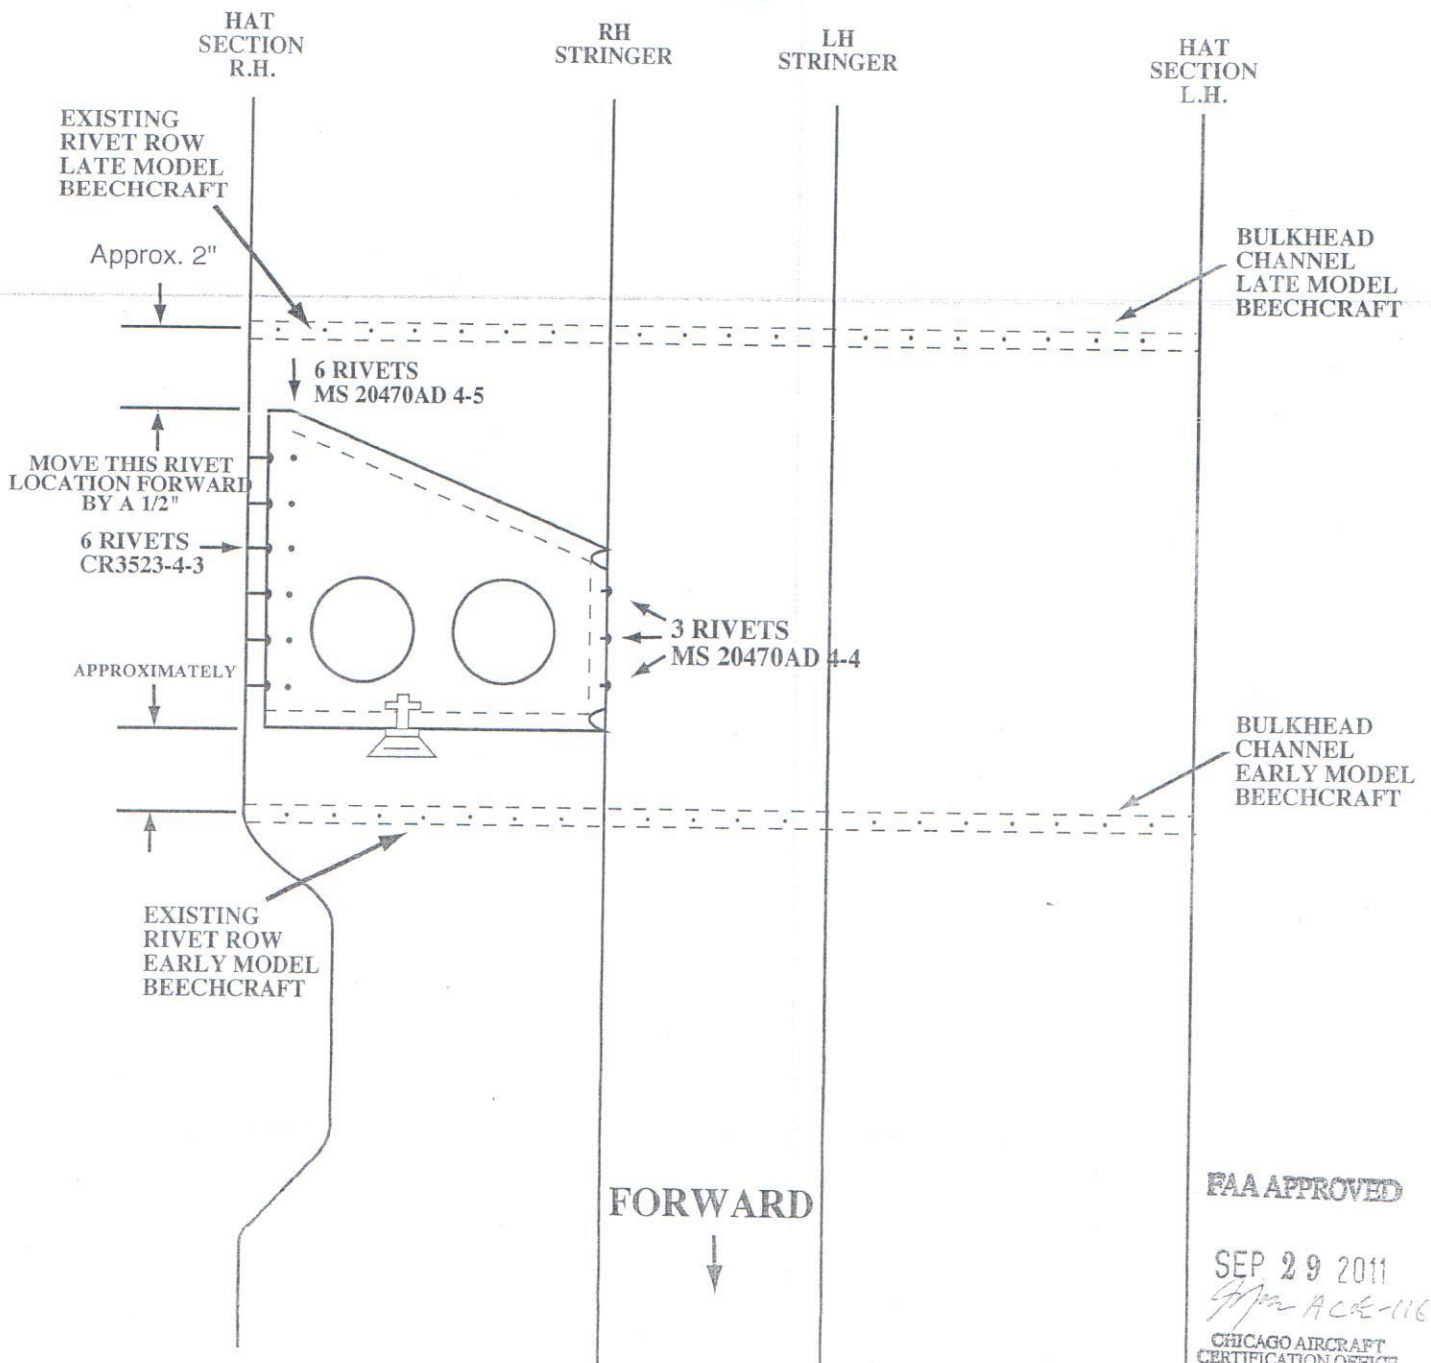 HAT
SECTION
R.H.
RH
STRINGER
LH
STRINGER
HAT
SECTION
L.H.
EXISTING
RIVET ROW
LATE MODEL
BEECHCRAFT
Approx. 2"
BULKHEAD
CHANNEL
LATE MODEL
BEECHCRAFT
6 RIVETS
MS 20470AD 4-5
MOVE THIS RIVET
LOCATION FORWARD
BY A 1/2"
6 RIVETS
CR3523-4-3
3 RIVETS
MS 20470AD 4-4
APPROXIMATELY
BULKHEAD
CHANNEL
EARLY MODEL
BEECHCRAFT
EXISTING
RIVET ROW
EARLY MODEL
BEECHCRAFT
FORWARD
FAA APPROVED
SEP 29 2011
ACE-116
CHICAGO AIRCRAFT
CERTIFICATION OFFICE